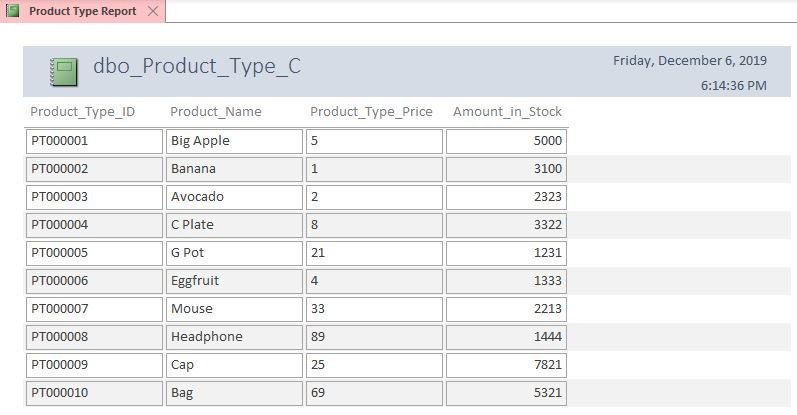 Product Type Report
dbo_Product_Type_C
Friday, December 6, 2019
6:14:36 PM
Product_Type_ID Product_Name Product_Type_Price Amount_in_Stock
PT000001 Big Apple 5 5000
PT000002 Banana 1 3100
PT000003 Avocado 2 2323
PT000004 C Plate 8 3322
PT000005 G Pot 21 1231
PT000006 Eggfruit 4 1333
PT000007 Mouse 33 2213
PT000008 Headphone 89 1444
PT000009 Cap 25 7821
PT000010 Bag 69 5321